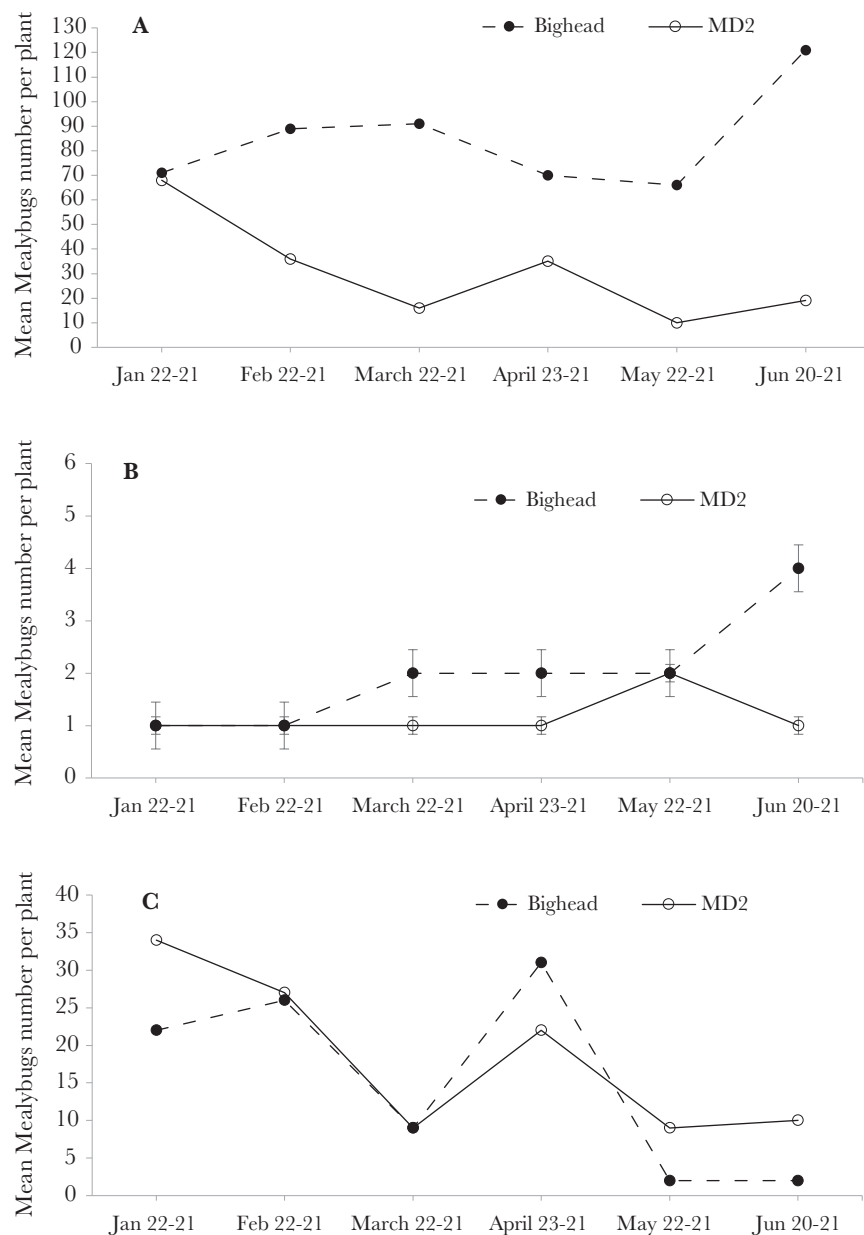 A
Bighead
MD2
Mean Mealybugs number per plant
130
120
110
100
90
80
70
60
50
40
30
20
10
0
Jan 22-21 Feb 22-21 March 22-21 April 23-21 May 22-21 Jun 20-21
B
Bighead
MD2
Mean Mealybugs number per plant
6
5
4
3
2
1
0
Jan 22-21 Feb 22-21 March 22-21 April 23-21 May 22-21 Jun 20-21
C
Bighead
MD2
Mean Mealybugs number per plant
40
35
30
25
20
15
10
5
0
Jan 22-21 Feb 22-21 March 22-21 April 23-21 May 22-21 Jun 20-21